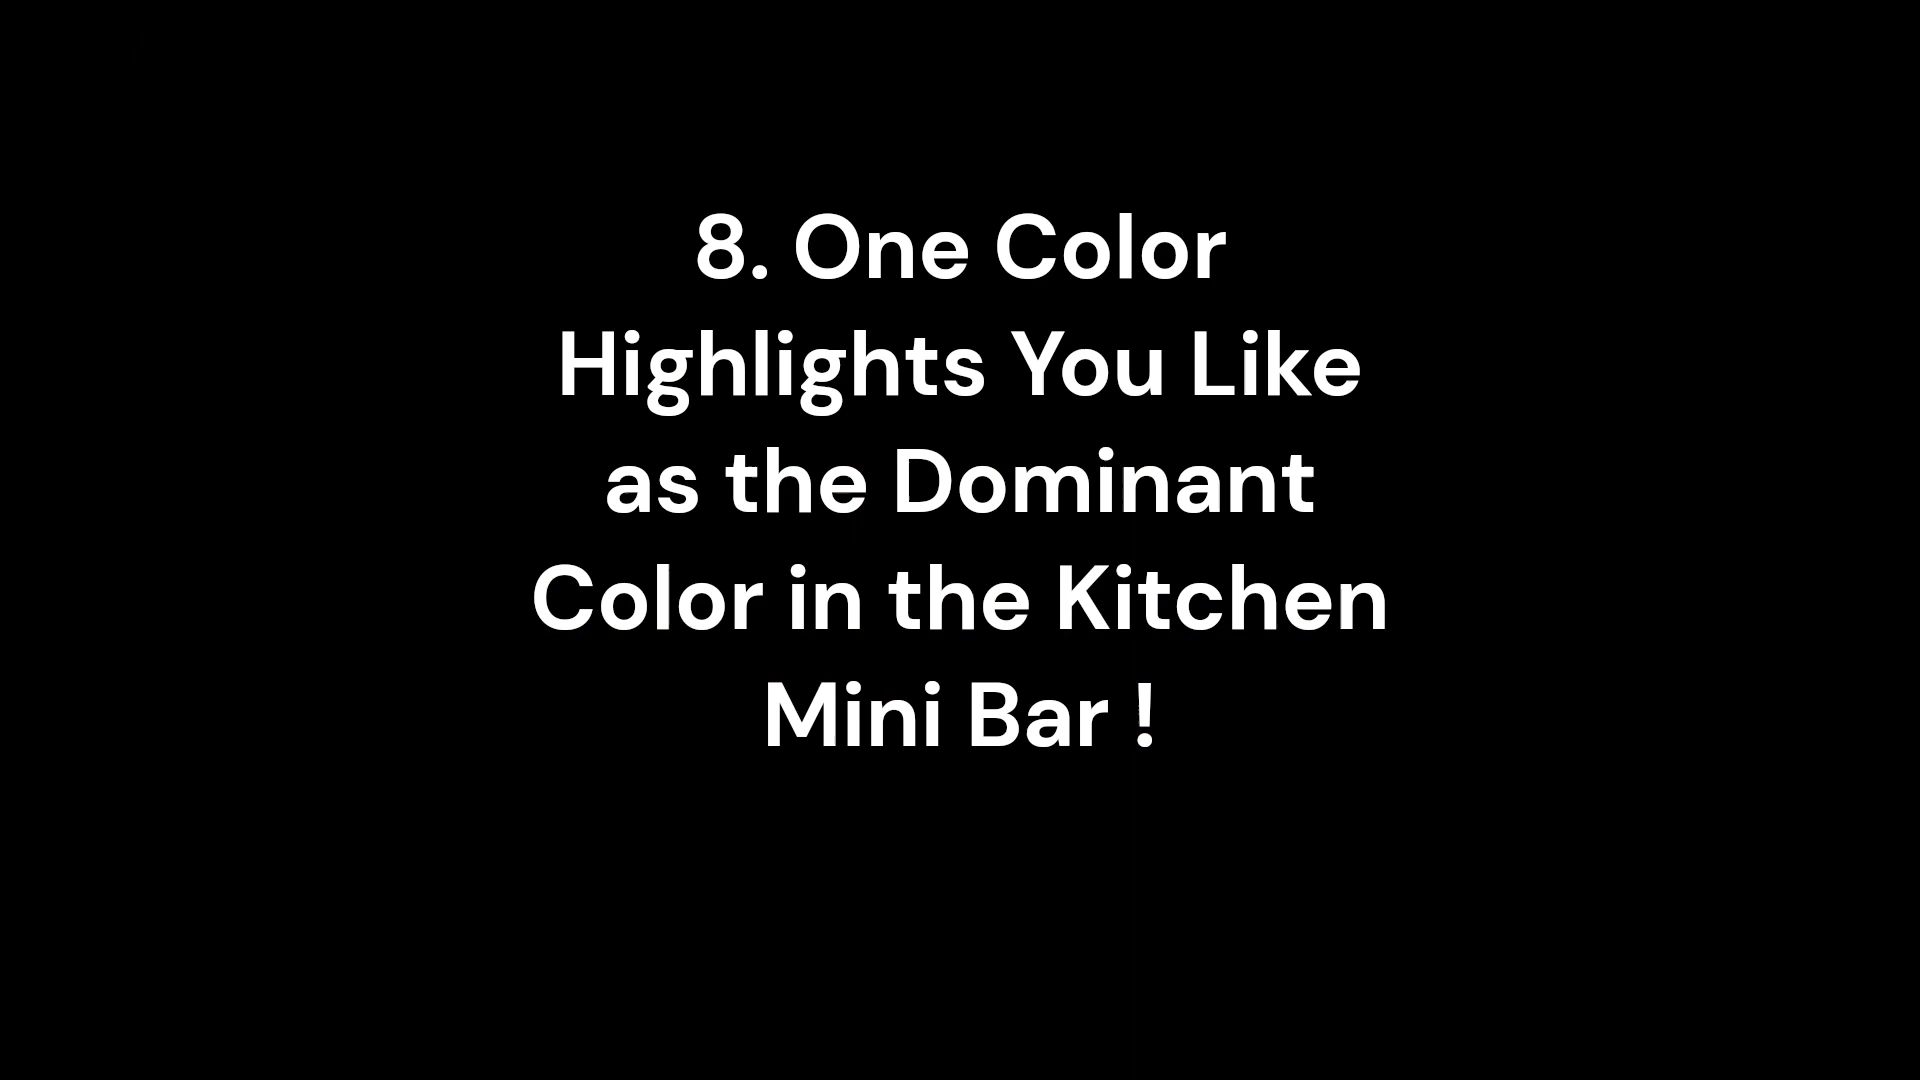 8. One Color
Highlights You Like
as the Dominant
Color in the Kitchen
Mini Bar !